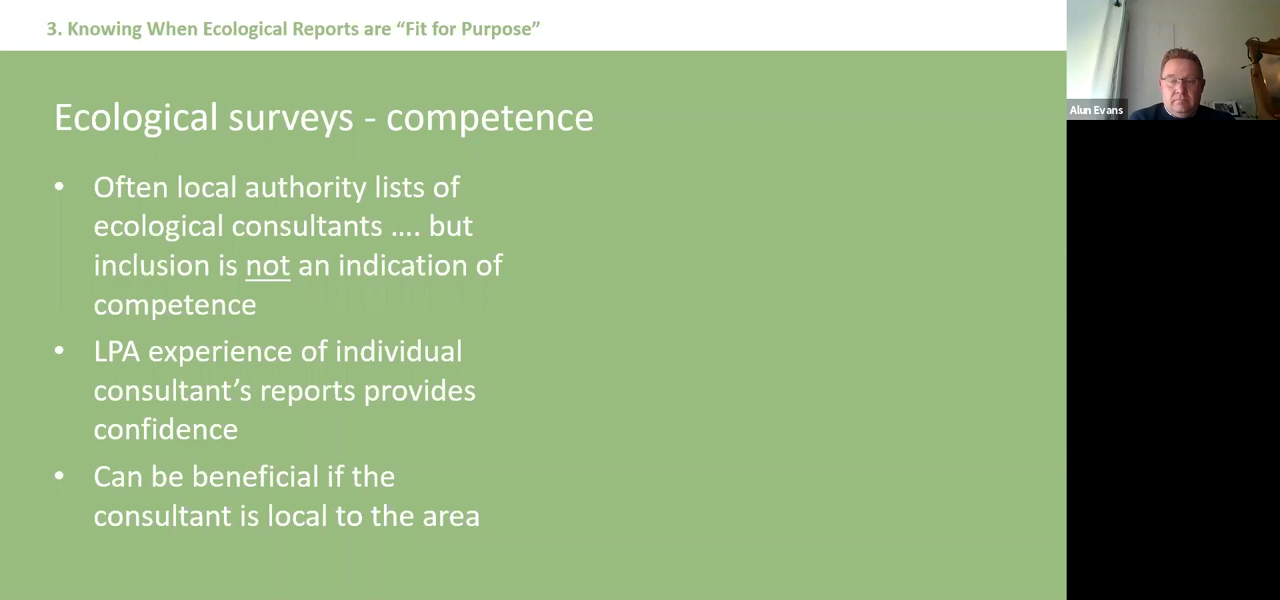 3. Knowing When Ecological Reports are “Fit for Purpose”
Ecological surveys - competence
• Often local authority lists of
ecological consultants .... but
inclusion is not an indication of
competence
• LPA experience of individual
consultant’s reports provides
confidence
• Can be beneficial if the
consultant is local to the area
Alun Evans